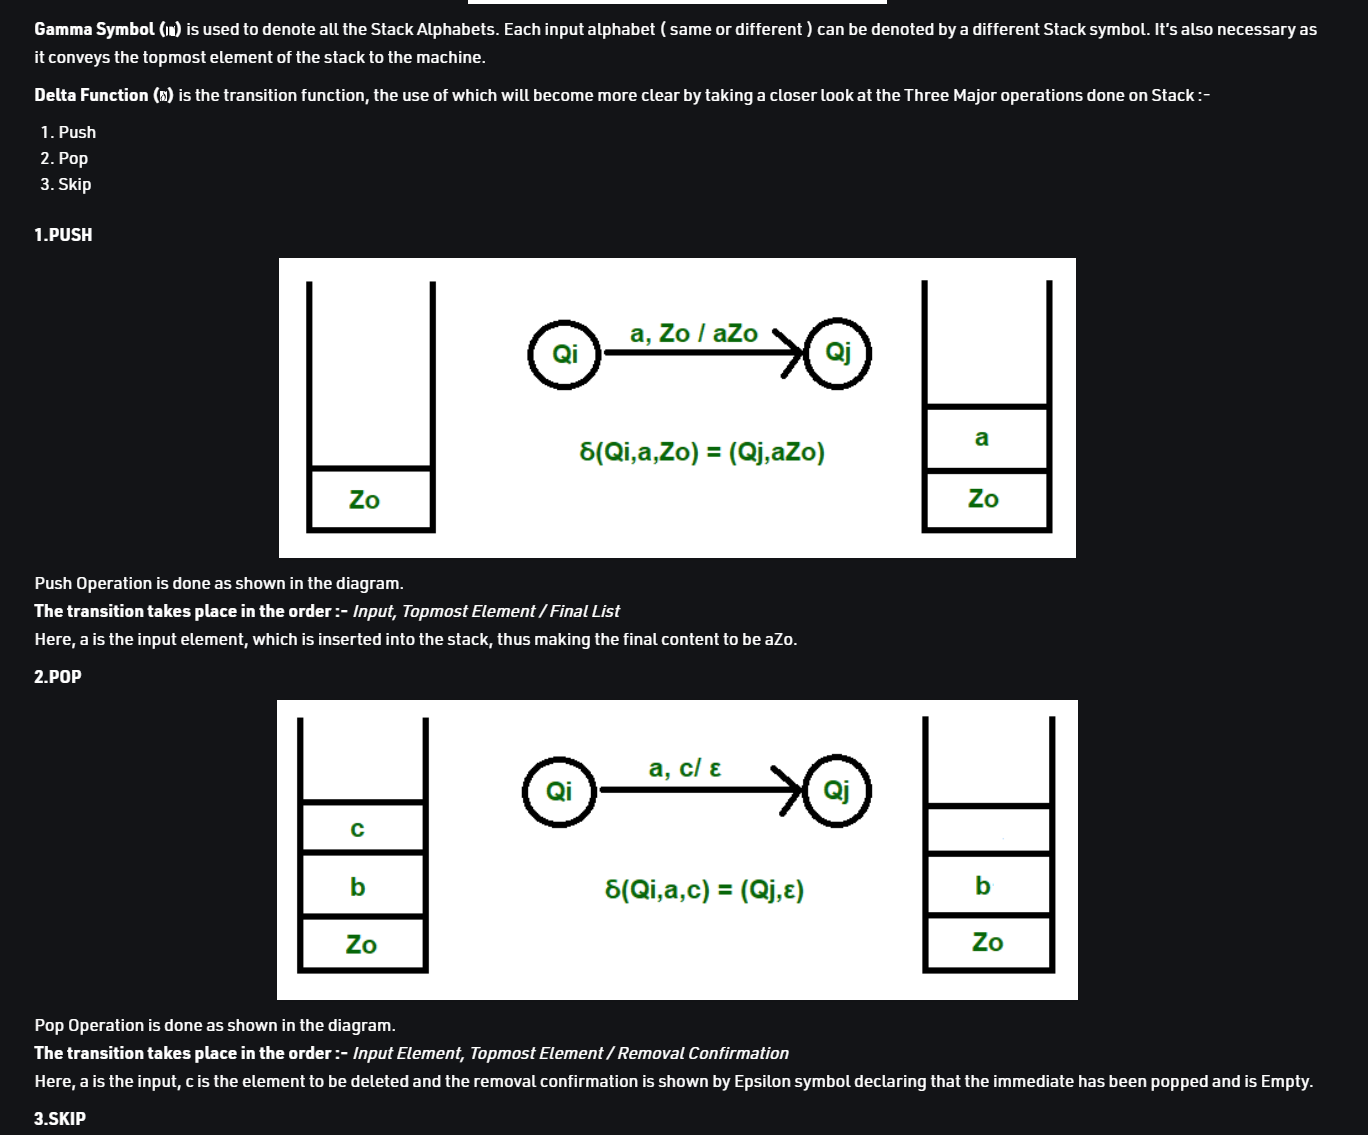 Gamma Symbol () is used to denote all the Stack Alphabets. Each input alphabet ( same or different ) can be denoted by a different Stack symbol. It's also necessary as
it conveys the topmost element of the stack to the machine.
Delta Function () is the transition function, the use of which will become more clear by taking a closer look at the Three Major operations done on Stack :-
1. Push
2. Pop
3. Skip
1.PUSH
a, Zo / aZo
Qi
Qj
δ(Qi,a,Zo) = (Qj,aZo)
a
Zo
Zo
Push Operation is done as shown in the diagram.
The transition takes place in the order :- Input, Topmost Element / Final List
Here, a is the input element, which is inserted into the stack, thus making the final content to be aZo.
2.POP
a, c/ ε
Qi
Qj
c
b
δ(Qi,a,c) = (Qj,ε)
b
Zo
Zo
Pop Operation is done as shown in the diagram.
The transition takes place in the order :- Input Element, Topmost Element / Removal Confirmation
Here, a is the input, c is the element to be deleted and the removal confirmation is shown by Epsilon symbol declaring that the immediate has been popped and is Empty.
3.SKIP